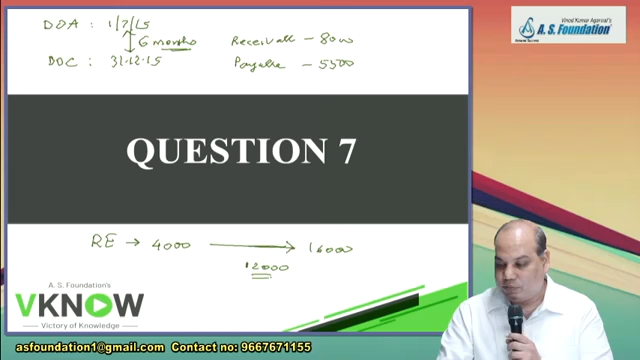 DOA : 1/7/15
6 months
Receivable - 8000
DOC : 31.12.15
Payable - 5500
Vinod Kumar Agarwal's
A. S. Foundation®
QUESTION 7
RE → 4000 → 16000
12000
A. S. Foundation's
VKNOW
- Victory of Knowledge -
asfoundation1@gmail.com Contact no: 9667671155